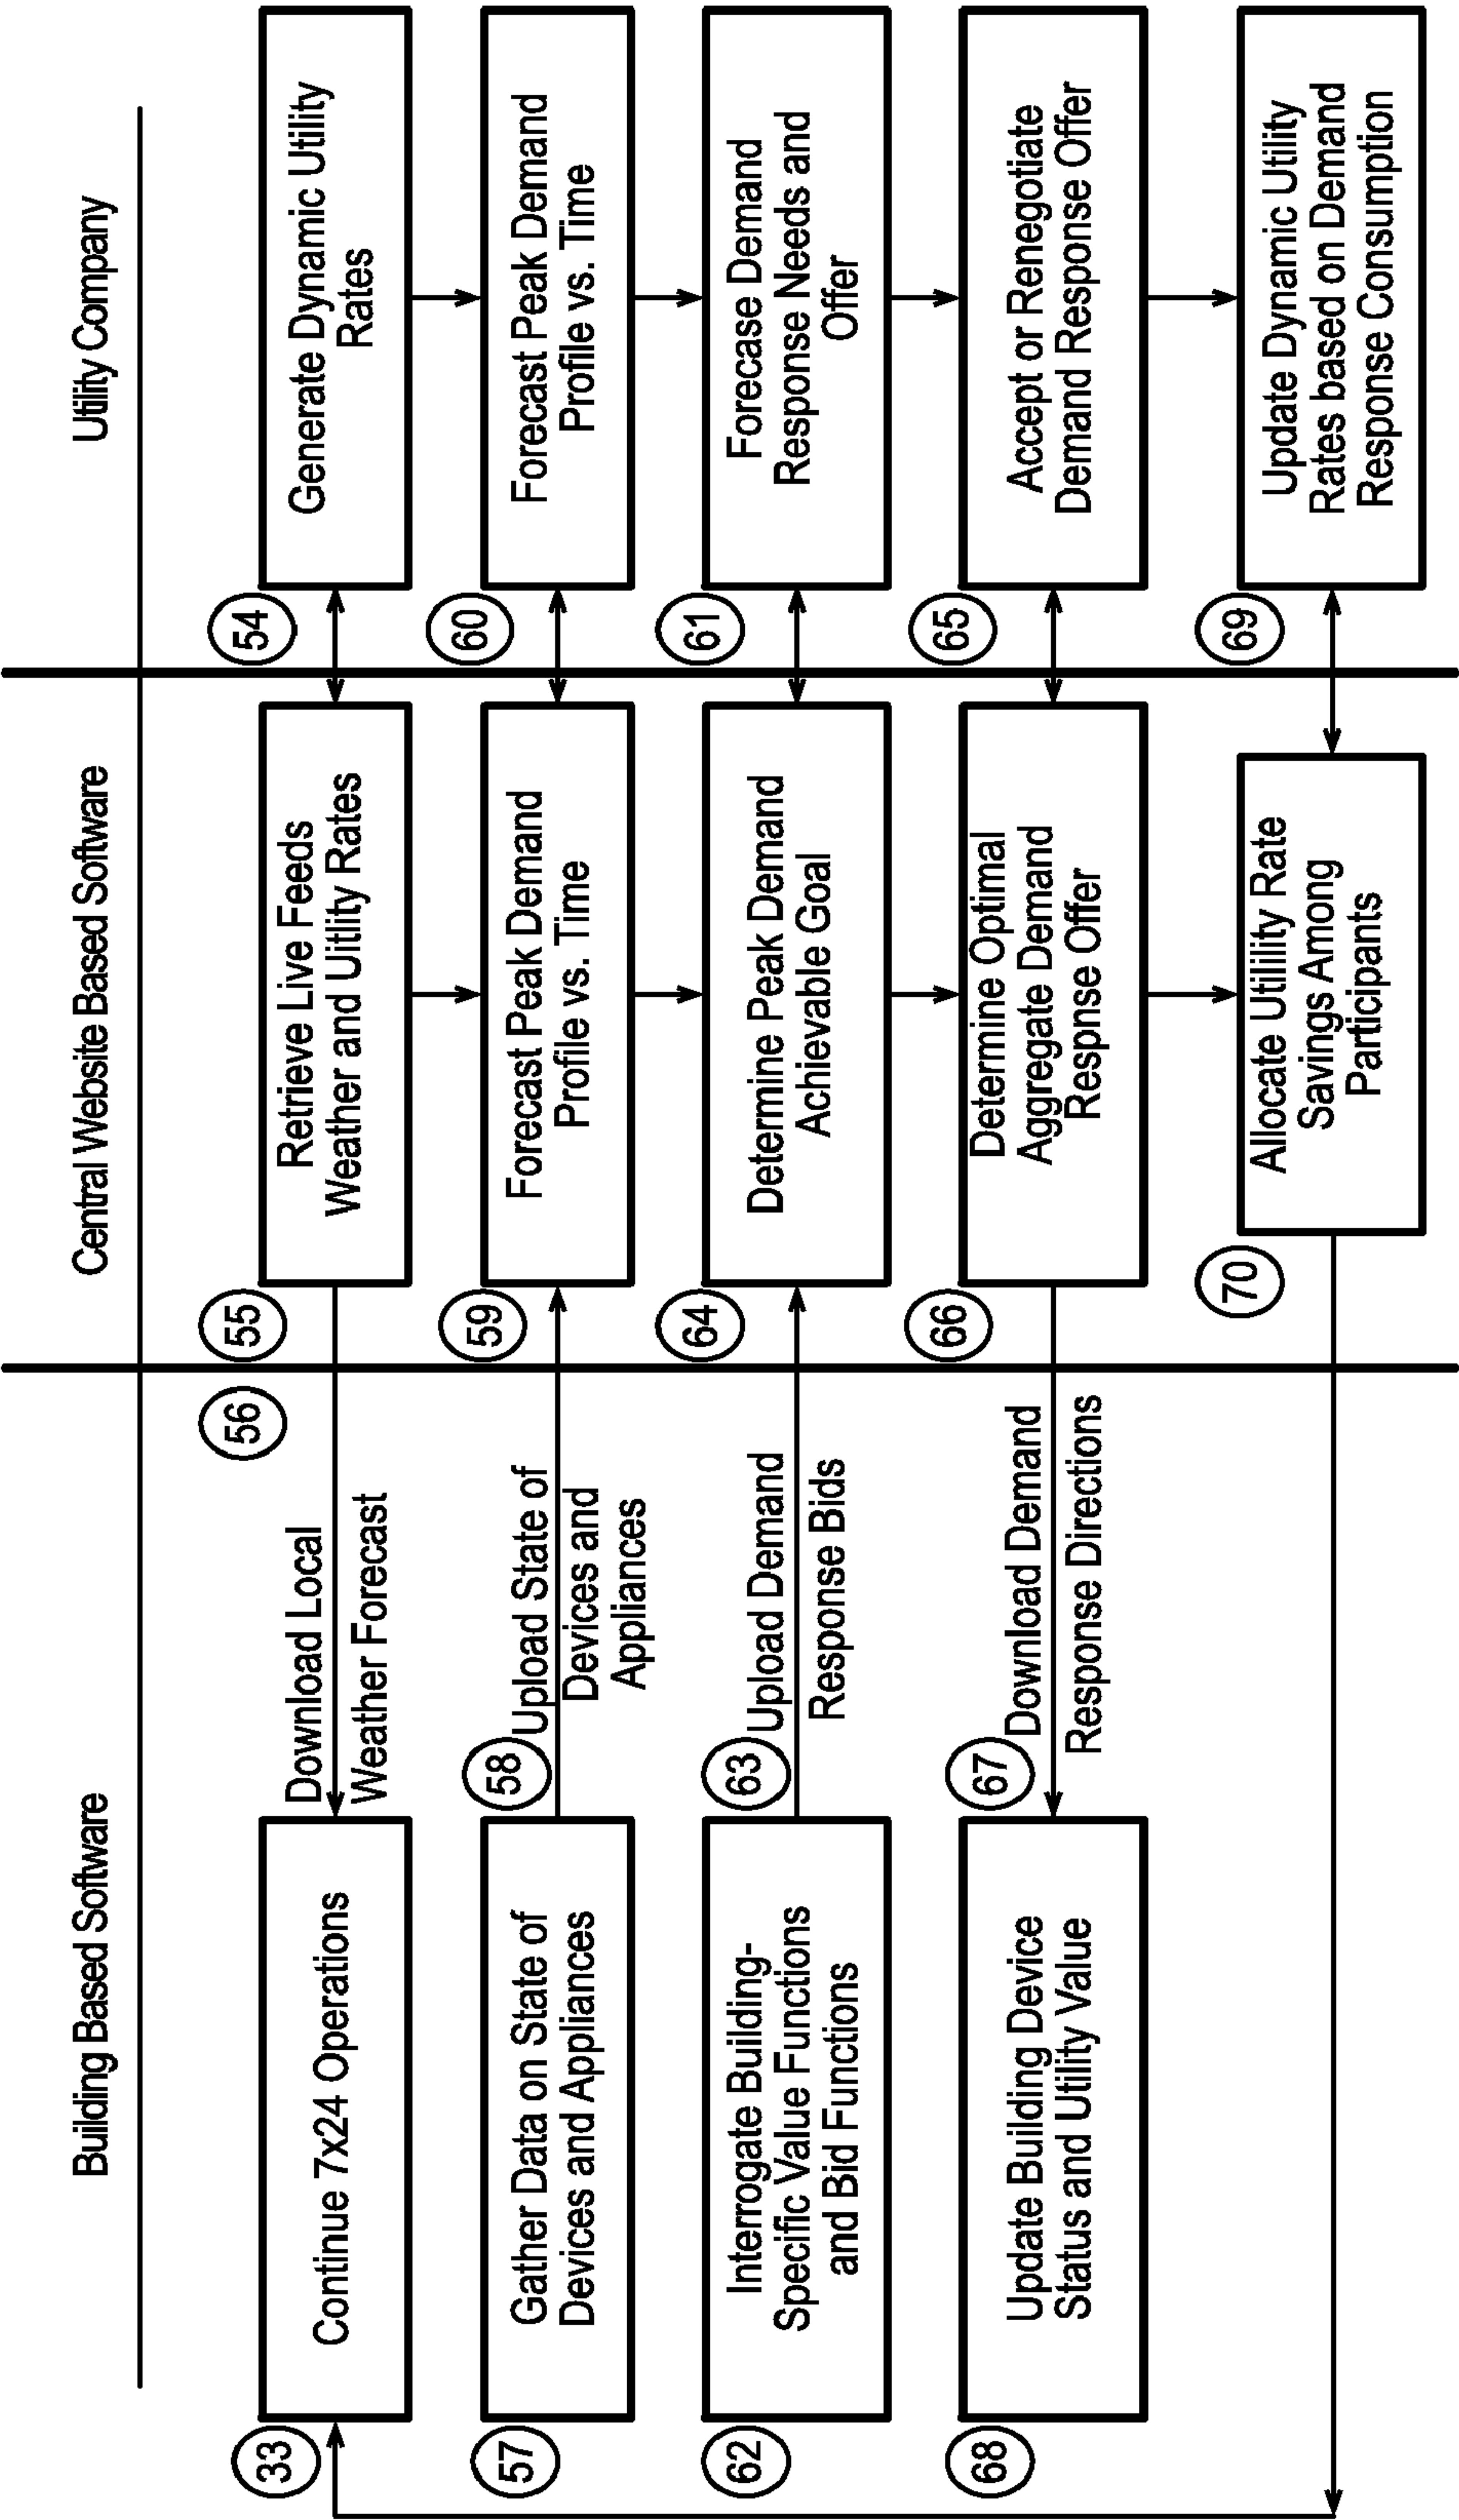 Building Based Software
Central Website Based Software
Utility Company
33
Continue 7x24 Operations
Download Local
Weather Forecast
56
55
Retrieve Live Feeds
Weather and Uitlity Rates
54
Generate Dynamic Utility
Rates
57
Gather Data on State of
Devices and Appliances
58
Upload State of
Devices and
Appliances
59
Forecast Peak Demand
Profile vs. Time
60
Forecast Peak Demand
Profile vs. Time
62
Interrogate Building-
Specific Value Functions
and Bid Functions
63
Upload Demand
Response Bids
64
Determine Peak Demand
Achievable Goal
61
Forecase Demand
Response Needs and
Offer
68
Update Building Device
Status and Utility Value
67
Download Demand
Response Directions
66
Determine Optimal
Aggregate Demand
Respnse Offer
65
Accept or Renegotiate
Demand Response Offer
70
Allocate Utilility Rate
Savings Among
Participants
69
Update Dynamic Utility
Rates based on Demand
Response Consumption